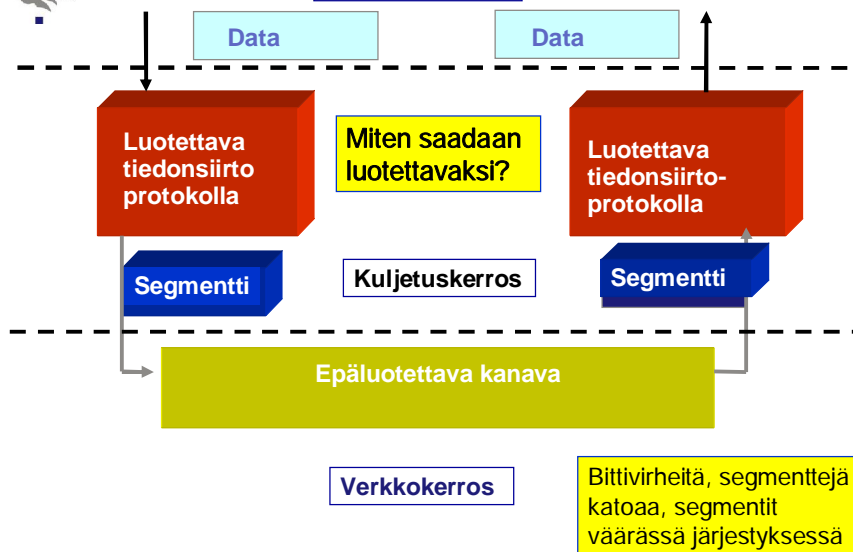 Data
Data
Luotettava
tiedonsiirto
protokolla
Miten saadaan
luotettavaksi?
Luotettava
tiedonsiirto-
protokolla
Segmentti
Kuljetuskerros
Segmentti
Epäluotettava kanava
Verkkokerros
Bittivirheitä, segmenttejä
katoaa, segmentit
väärässä järjestyksessä